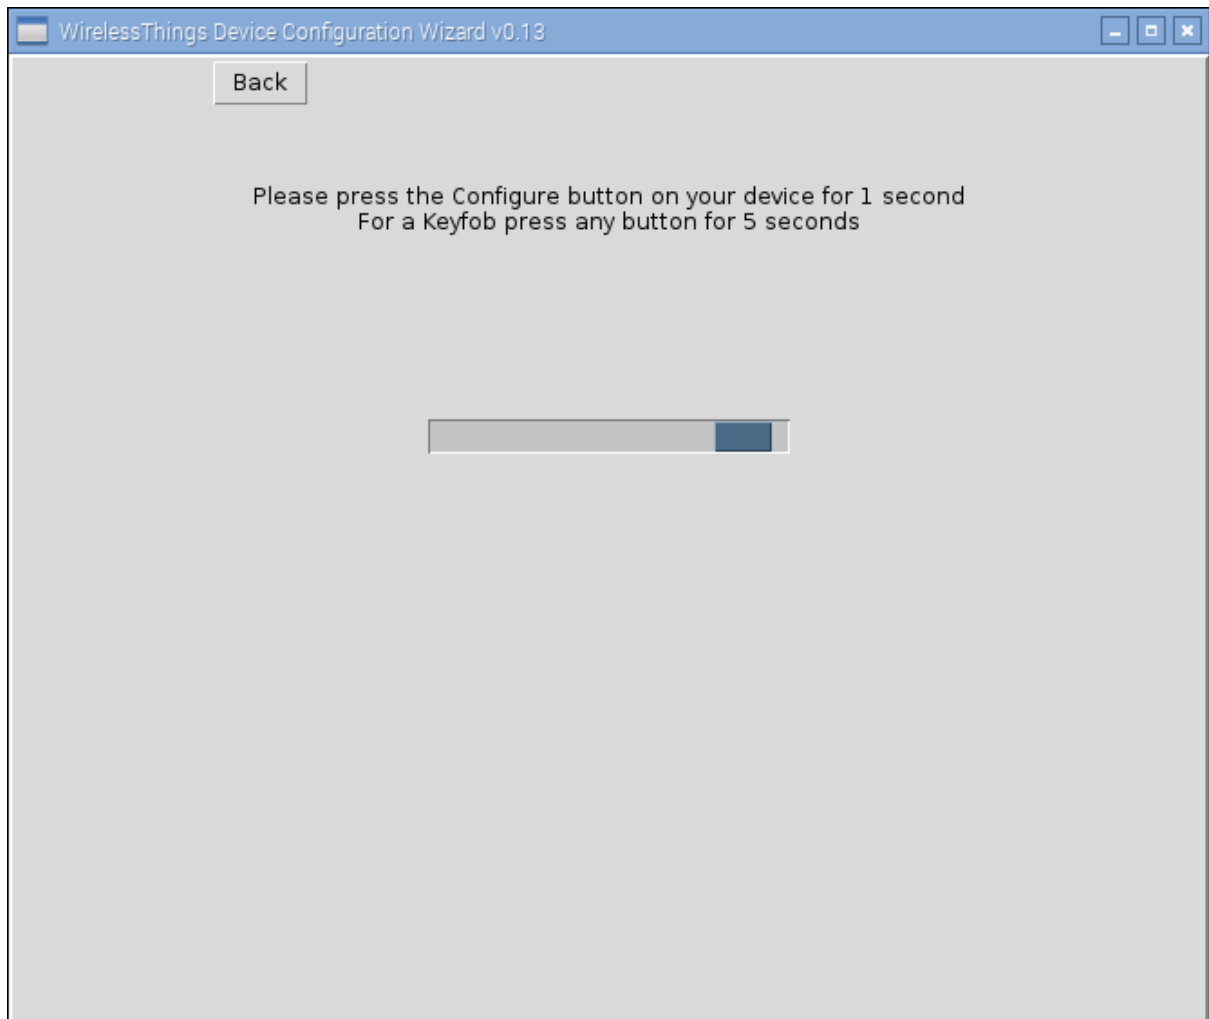 WirelessThings Device Configuration Wizard v0.13
Back
Please press the Configure button on your device for 1 second
For a Keyfob press any button for 5 seconds